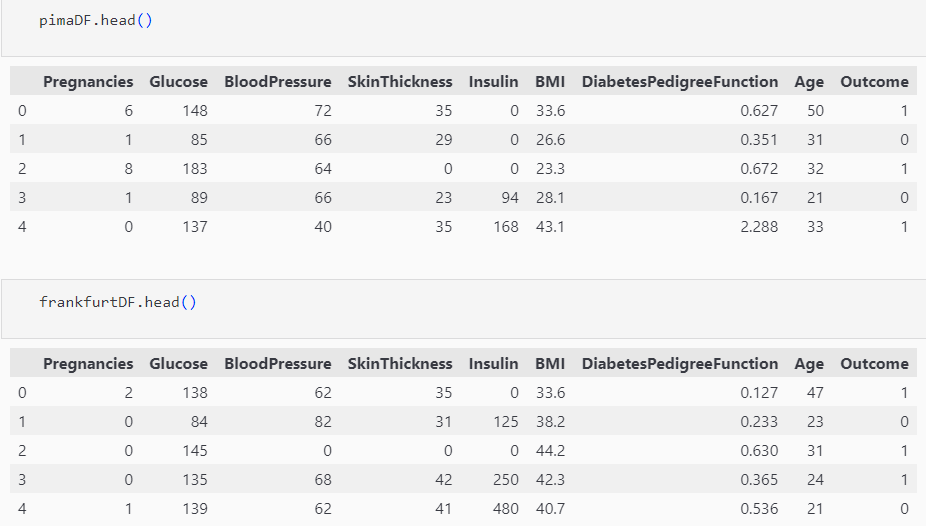 pimaDF.head()
Pregnancies Glucose BloodPressure SkinThickness Insulin BMI DiabetesPedigreeFunction Age Outcome
0 6 148 72 35 0 33.6 0.627 50 1
1 1 85 66 29 0 26.6 0.351 31 0
2 8 183 64 0 0 23.3 0.672 32 1
3 1 89 66 23 94 28.1 0.167 21 0
4 0 137 40 35 168 43.1 2.288 33 1
frankfurtDF.head()
Pregnancies Glucose BloodPressure SkinThickness Insulin BMI DiabetesPedigreeFunction Age Outcome
0 2 138 62 35 0 33.6 0.127 47 1
1 0 84 82 31 125 38.2 0.233 23 0
2 0 145 0 0 0 44.2 0.630 31 1
3 0 135 68 42 250 42.3 0.365 24 1
4 1 139 62 41 480 40.7 0.536 21 0